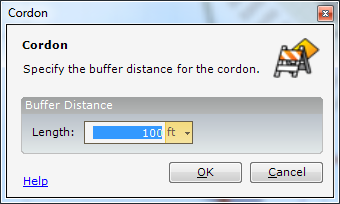 Cordon
Cordon
Specify the buffer distance for the cordon.
Buffer Distance
Length: 100 ft
OK Cancel
Help